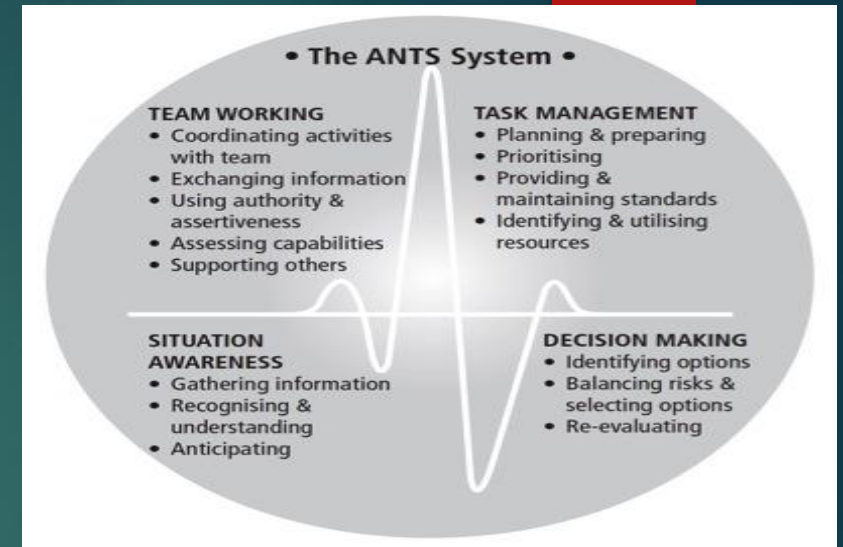 • The ANTS System •
TEAM WORKING
• Coordinating activities
with team
• Exchanging information
• Using authority &
assertiveness
• Assessing capabilities
• Supporting others
TASK MANAGEMENT
• Planning & preparing
• Prioritising
• Providing &
maintaining standards
• Identifying & utilising
resources
SITUATION
AWARENESS
• Gathering information
• Recognising &
understanding
• Anticipating
DECISION MAKING
• Identifying options
• Balancing risks &
selecting options
• Re-evaluating